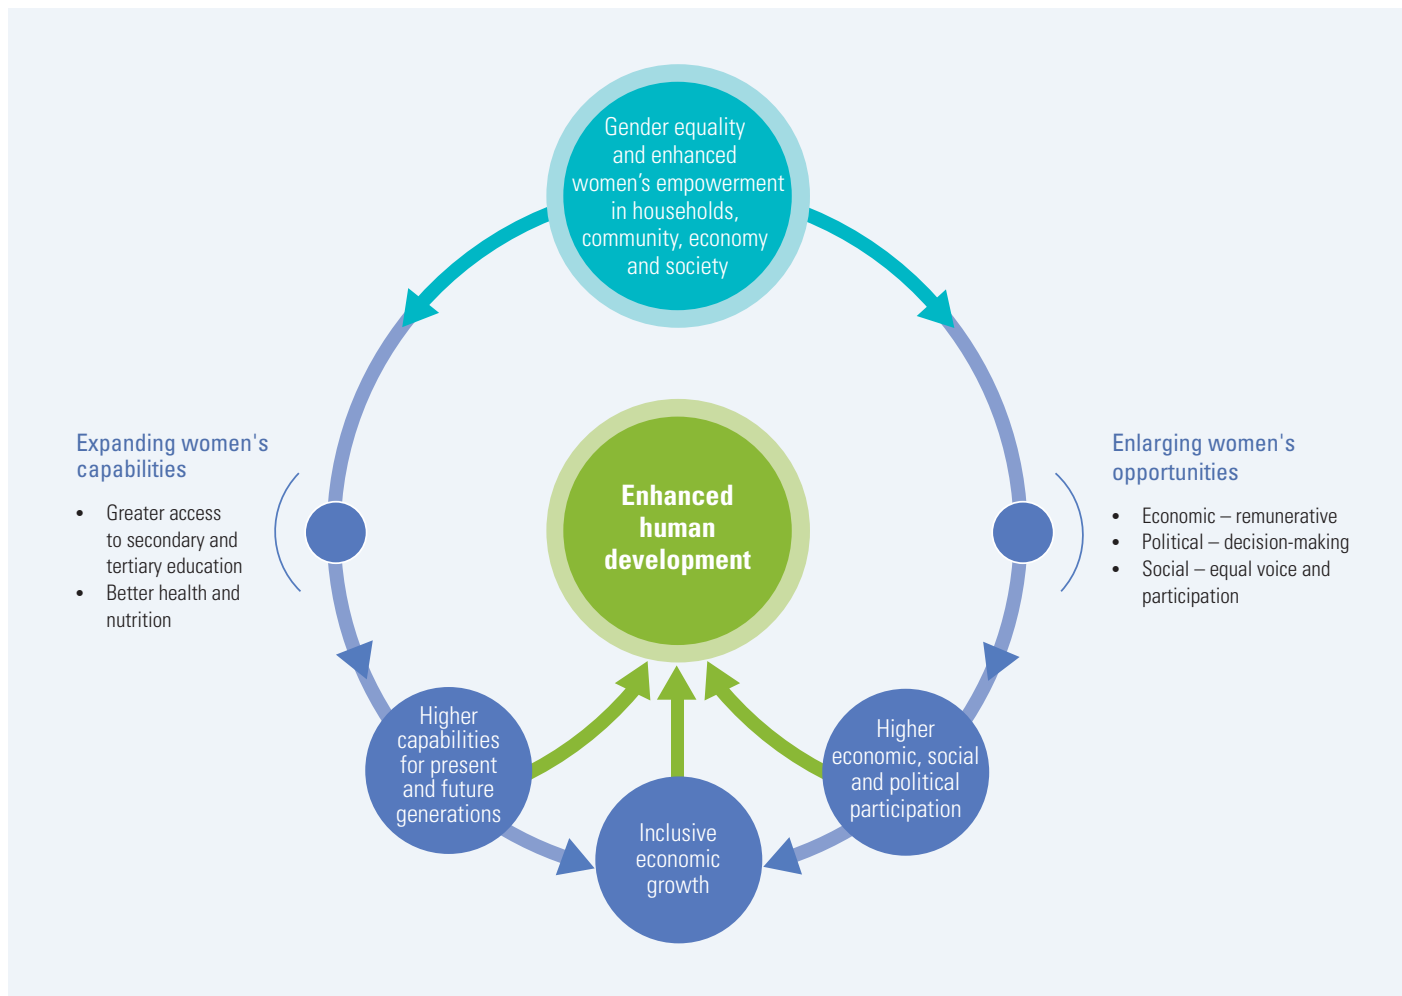 Gender equality
and enhanced
women’s empowerment
in households,
community, economy
and society
Expanding women's
capabilities
• Greater access
to secondary and
tertiary education
• Better health and
nutrition
Enhanced
human
development
Enlarging women's
opportunities
• Economic – remunerative
• Political – decision-making
• Social – equal voice and
participation
Higher
capabilities
for present
and future
generations
Inclusive
economic
growth
Higher
economic, social
and political
participation